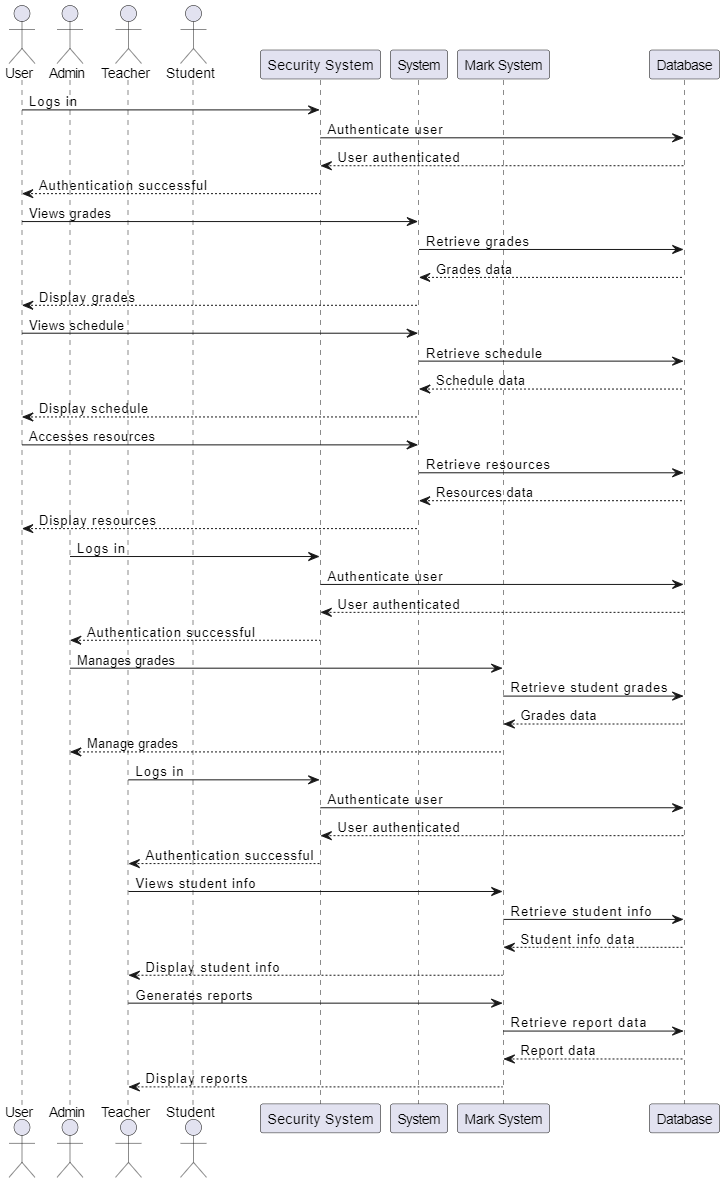 User Admin Teacher Student Security System System Mark System Database
Logs in
Authenticate user
User authenticated
Authentication successful
Views grades
Retrieve grades
Grades data
Display grades
Views schedule
Retrieve schedule
Schedule data
Display schedule
Accesses resources
Retrieve resources
Resources data
Display resources
Logs in
Authenticate user
User authenticated
Authentication successful
Manages grades
Retrieve student grades
Grades data
Manage grades
Logs in
Authenticate user
User authenticated
Authentication successful
Views student info
Retrieve student info
Student info data
Display student info
Generates reports
Retrieve report data
Report data
Display reports
User Admin Teacher Student Security System System Mark System Database